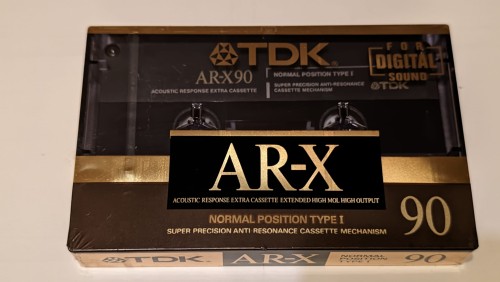 TDK
AR-X90
NORMAL POSITION TYPE I
ACOUSTIC RESPONSE EXTRA CASSETTE
SUPER PRECISION ANTI-RESONANCE
CASSETTE MECHANISM
FOR
DIGITAL
SOUND
TDK
AR-X
ACOUSTIC RESPONSE EXTRA CASSETTE EXTENDED HIGH MOL HIGH OUTPUT
NORMAL POSITION TYPE I
SUPER PRECISION ANTI RESONANCE CASSETTE MECHANISM
90
TDK
AR-X
NORMAL
POSITION
TYPE I
90